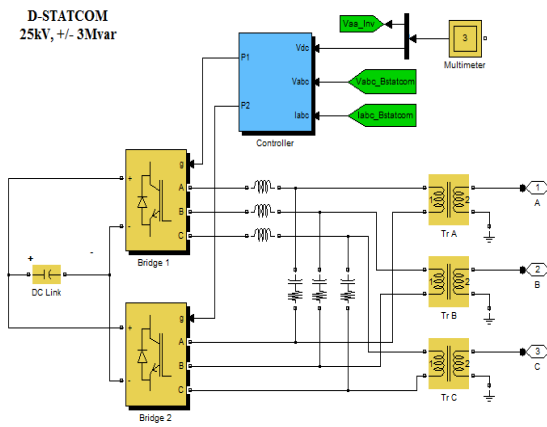 D-STATCOM
25kV, +/- 3Mvar
Vaa_Inv
3
Multimeter
P1
Vdc
P2
Vabc
Vabc_Bstatcom
Iabc
Iabc_Bstatcom
Controller
g
+
A
B
-
C
Bridge 1
1
2
Tr A
1
A
+
-
DC Link
1
2
Tr B
2
B
g
+
A
B
-
C
Bridge 2
1
2
Tr C
3
C